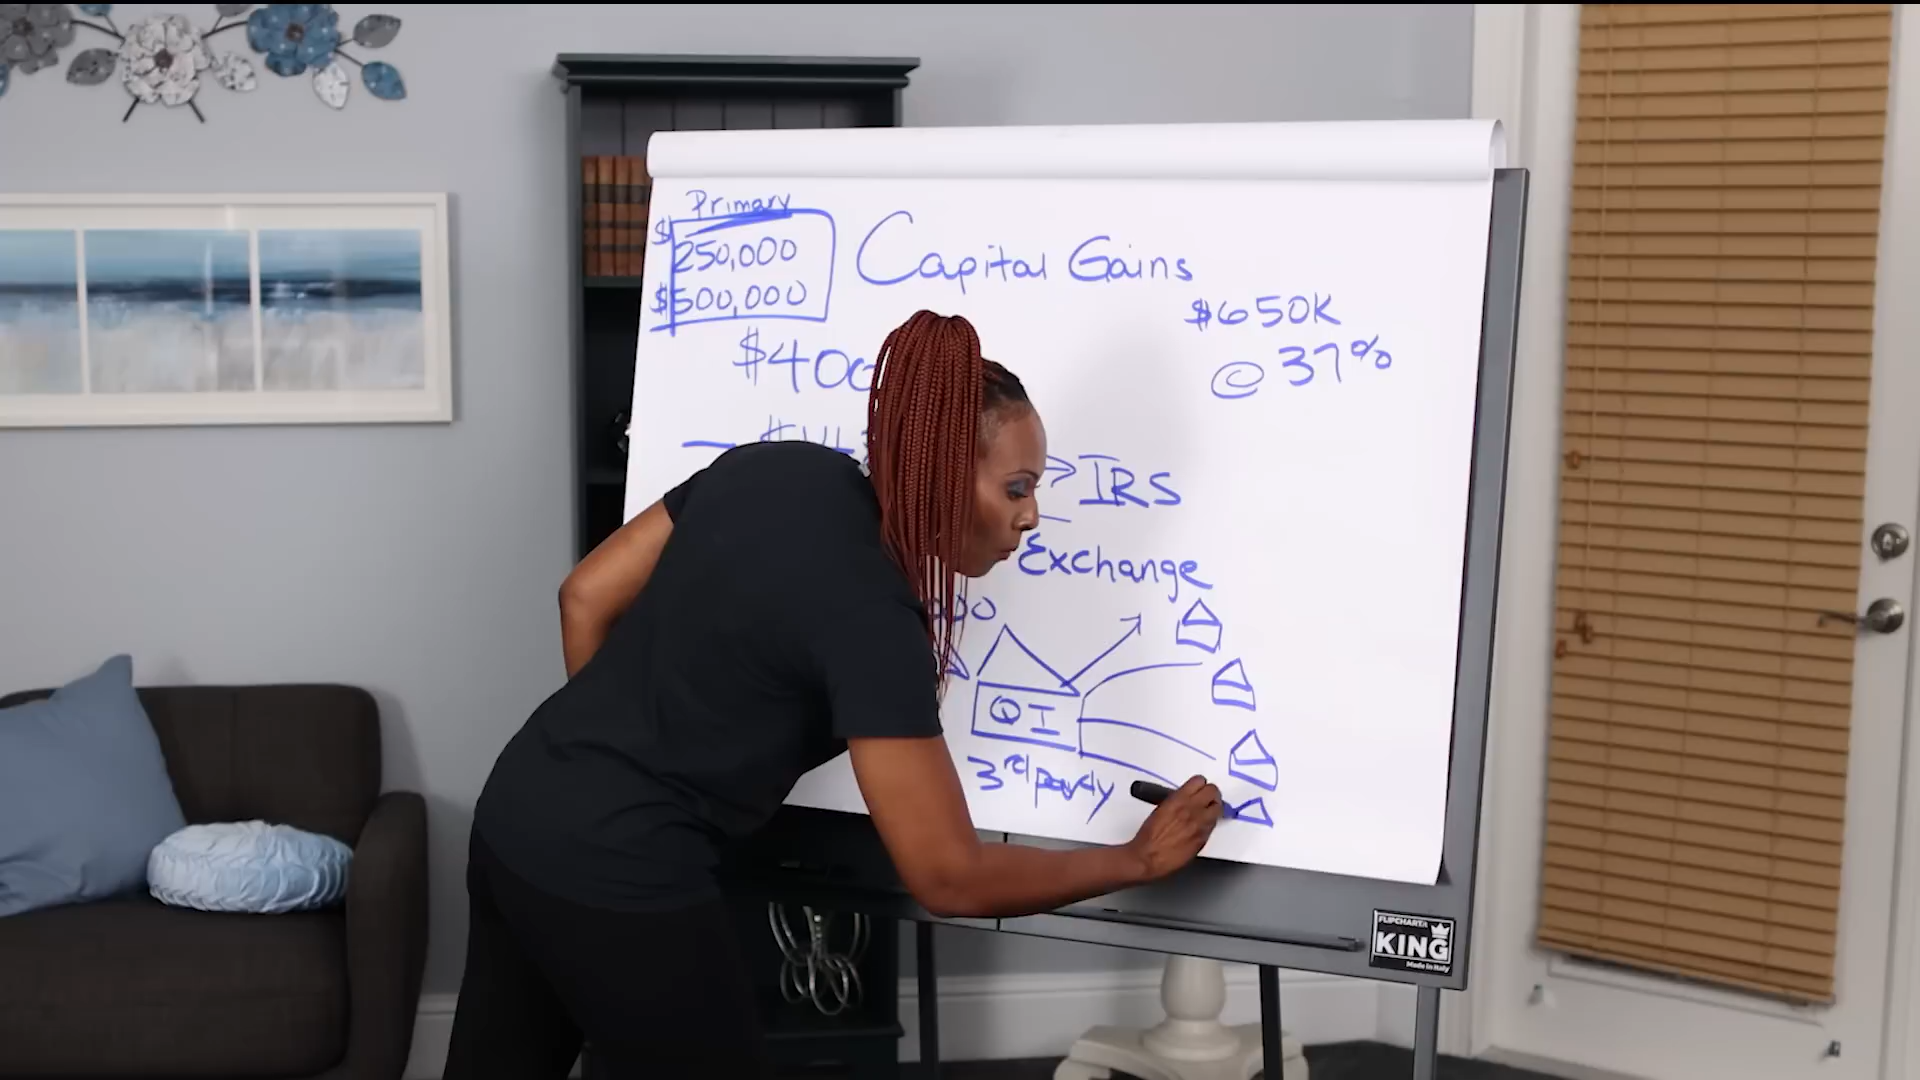 Primary
$250,000
$500,000
Capital Gains
$650K
@ 37%
$400
IRS
Exchange
000
QI
3rd party
FLIPCHARTS
KING
Made in Italy